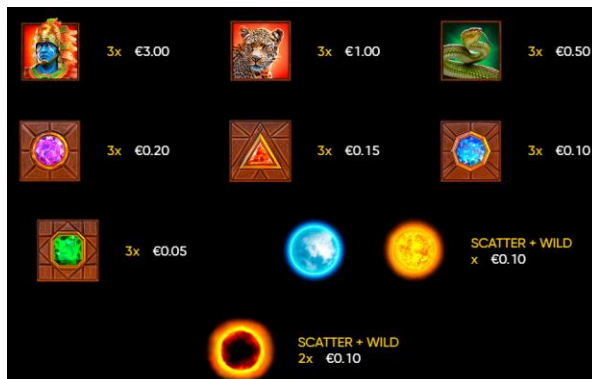 3x €3.00
3x €1.00
3x €0.50
3x €0.20
3x €0.15
3x €0.10
3x €0.05
SCATTER + WILD
x €0.10
SCATTER + WILD
2x €0.10